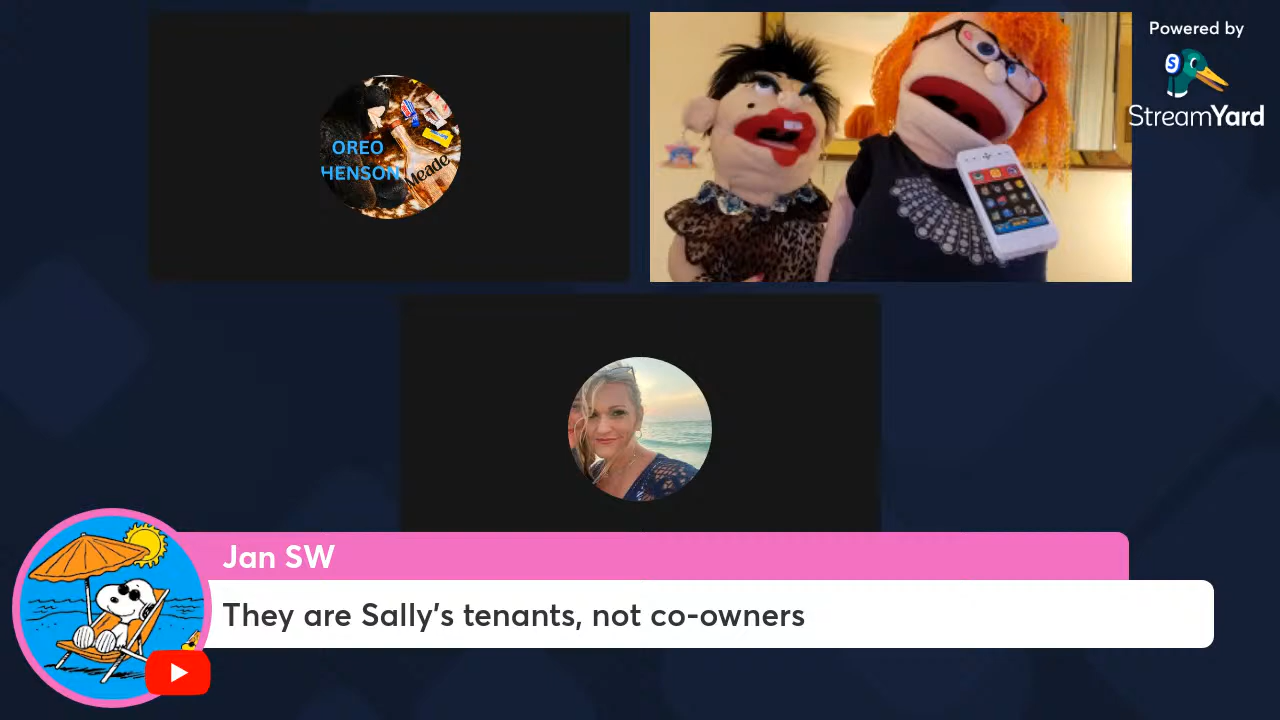 Powered by
StreamYard
OREO
HENSON
Meade
Jan SW
They are Sally's tenants, not co-owners